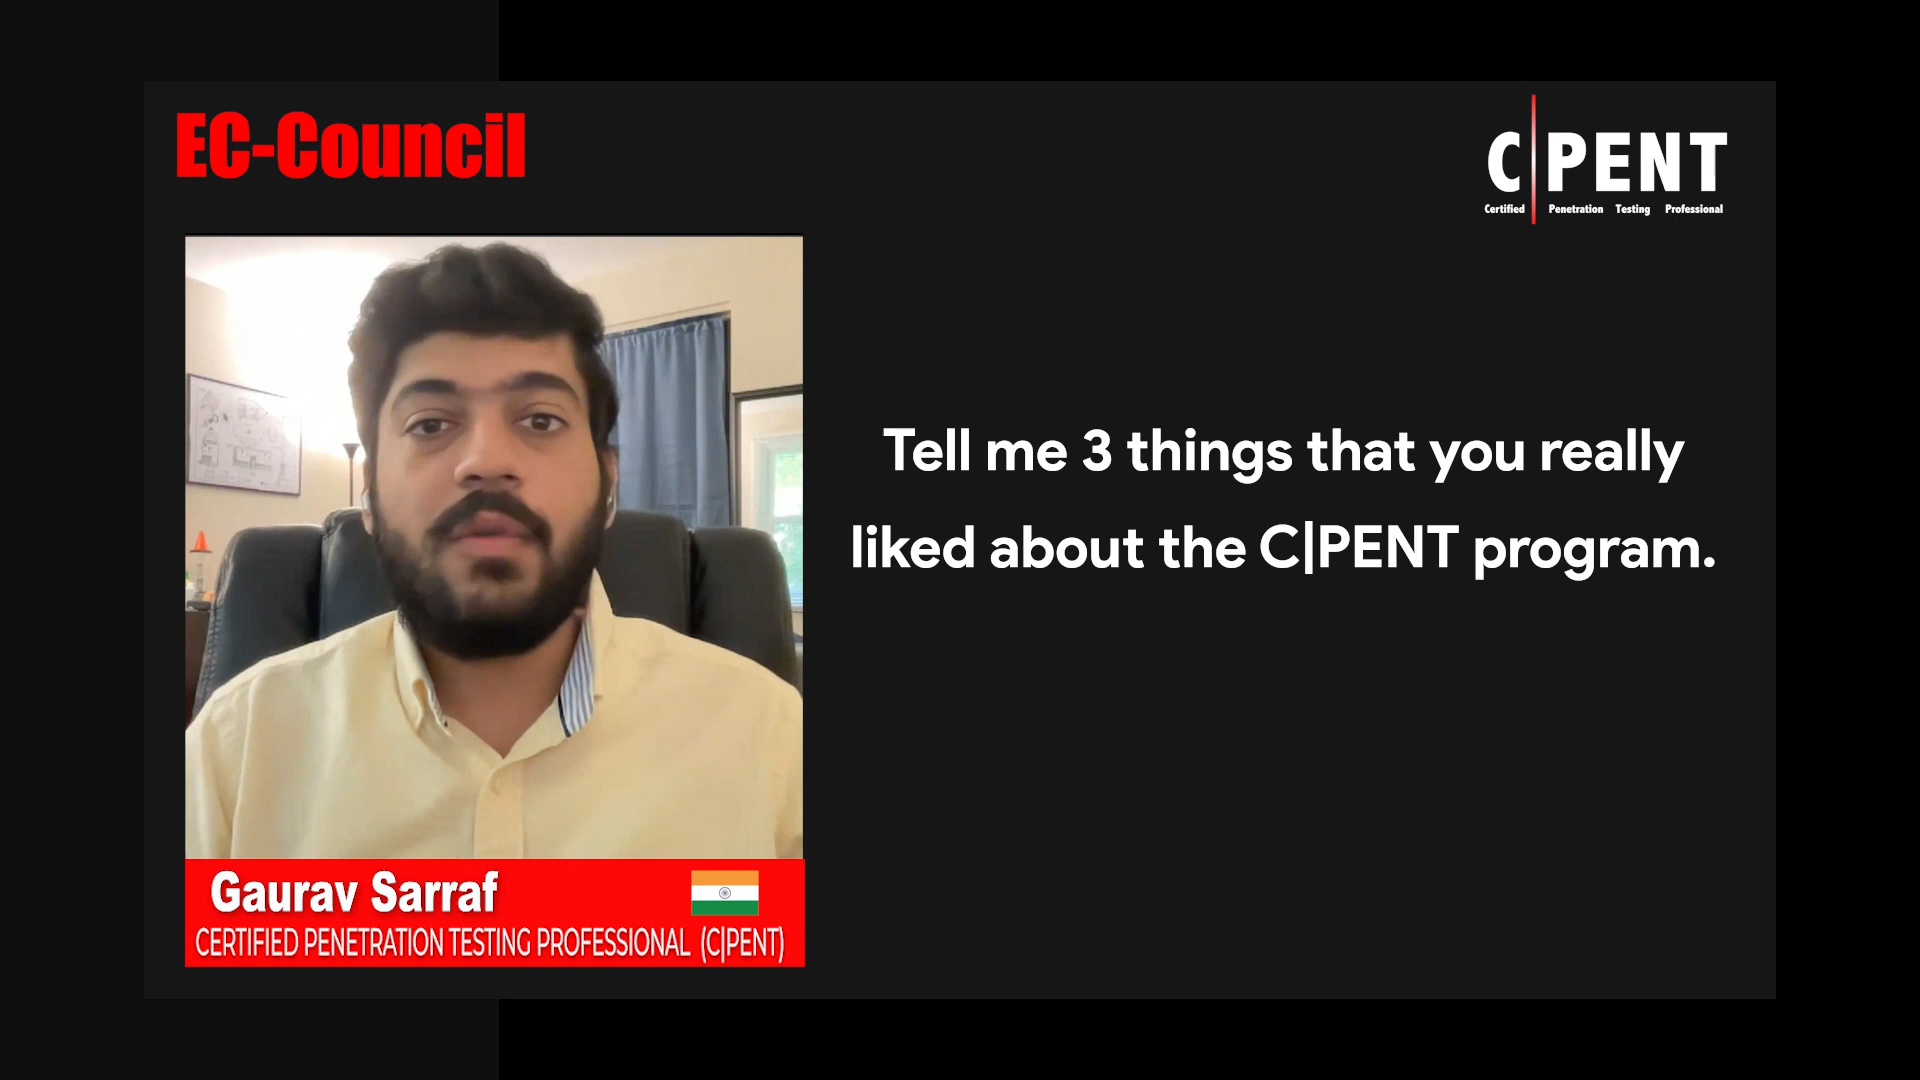 EC-Council
C|PENT
Certified Penetration Testing Professional
Tell me 3 things that you really
liked about the C|PENT program.
Gaurav Sarraf
CERTIFIED PENETRATION TESTING PROFESSIONAL (C|PENT)